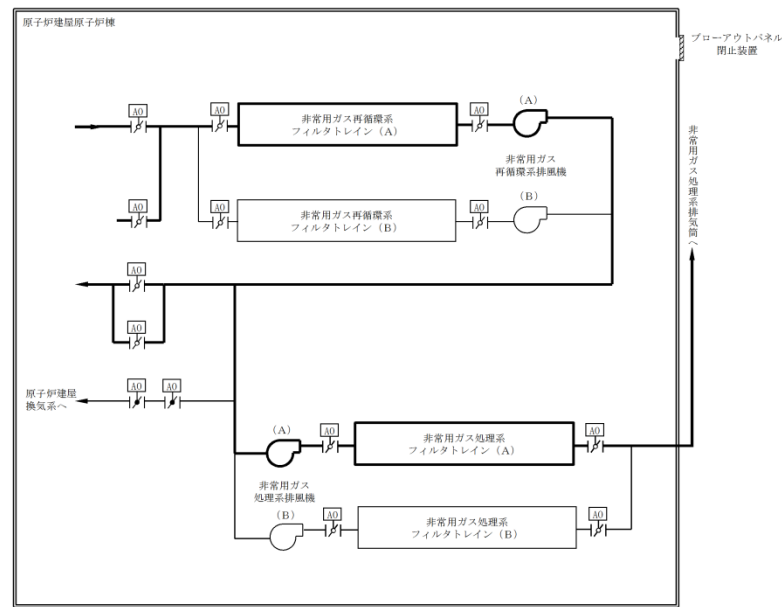 原子炉建屋原子炉棟
ブローアウトパネル
閉止装置
AO
AO
非常用ガス再循環系
フィルタトレイン（A）
AO
（A）
非常用ガス
再循環系排風機
AO
AO
非常用ガス再循環系
フィルタトレイン（B）
AO
（B）
非常用ガス処理系排気筒へ
AO
AO
原子炉建屋
換気系へ
AO
AO
（A）
AO
非常用ガス処理系
フィルタトレイン（A）
AO
非常用ガス
処理系排風機
（B）
AO
非常用ガス処理系
フィルタトレイン（B）
AO